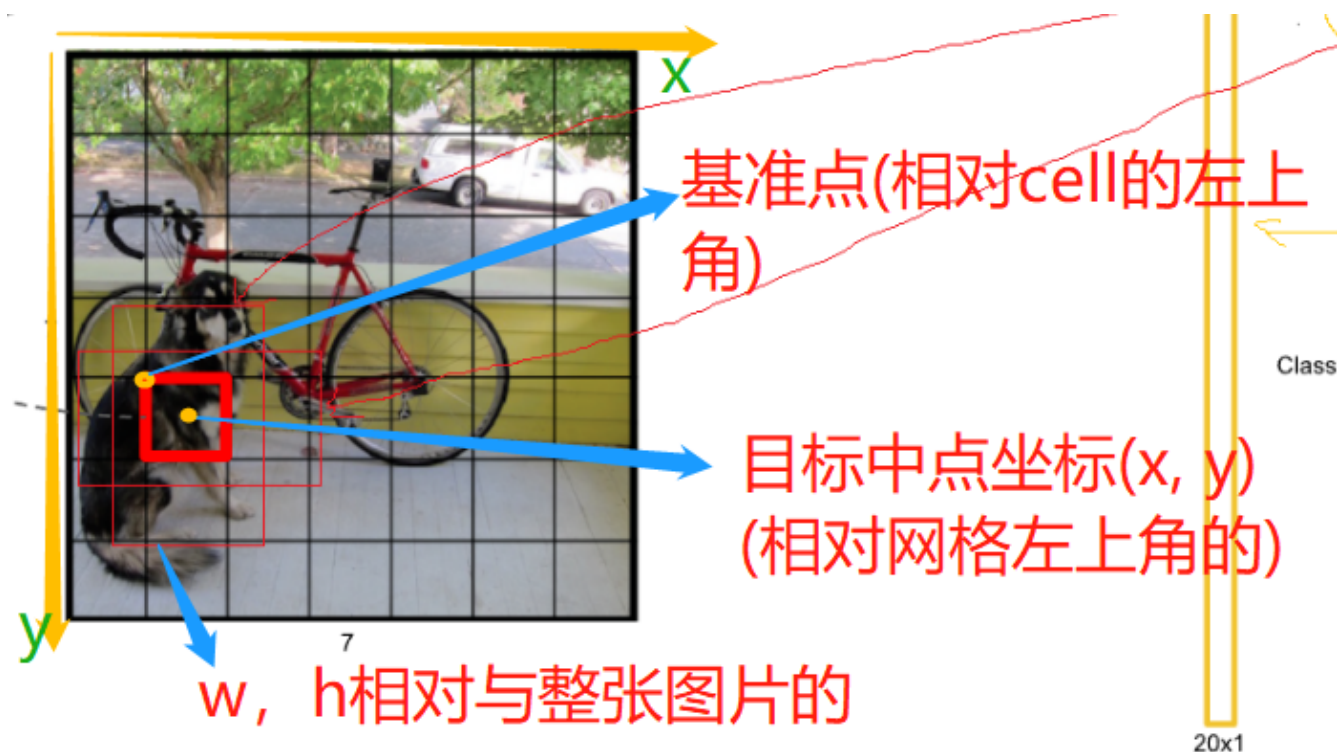 x
基准点(相对cell的左上
角)
Class
目标中点坐标(x, y)
(相对网格左上角的)
y
7
w，h相对与整张图片的
20x1